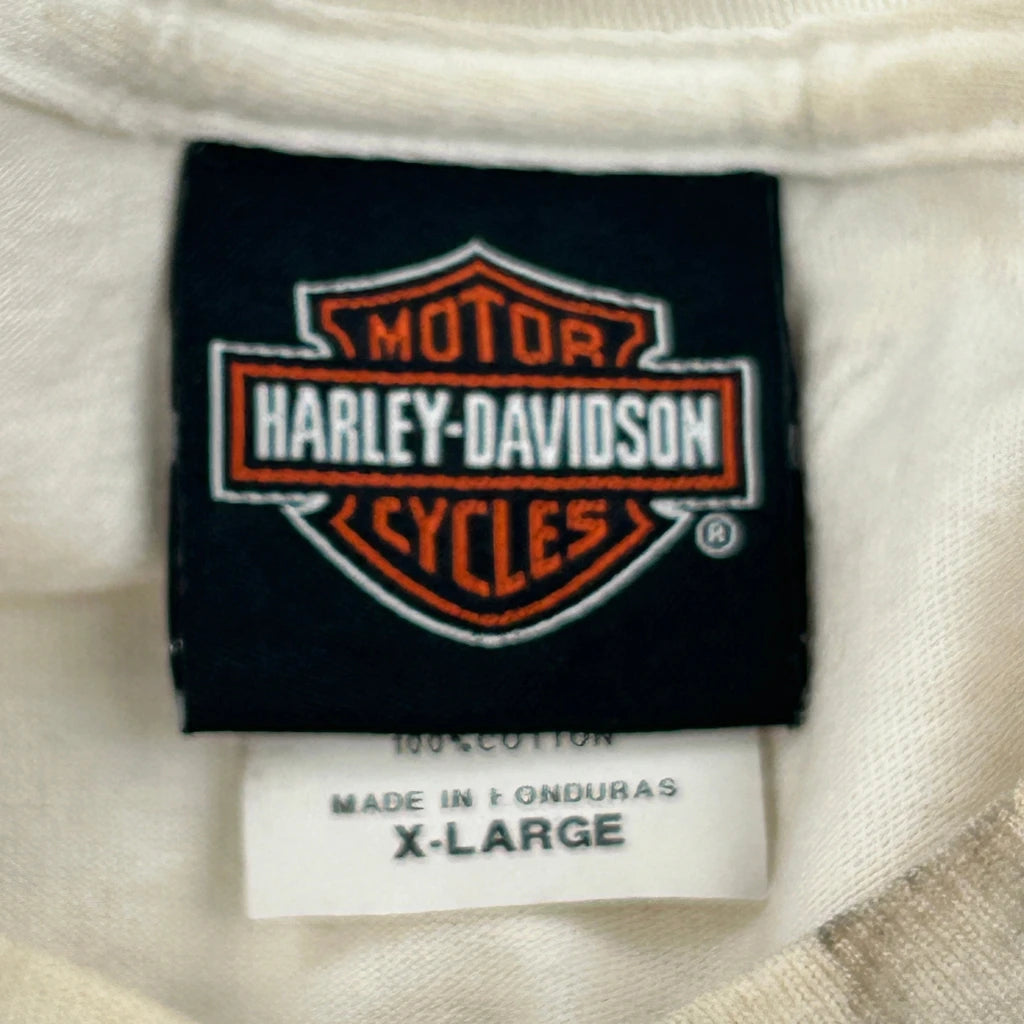 MOTOR
HARLEY-DAVIDSON
CYCLES
®
100% COTTON
MADE IN HONDURAS
X-LARGE